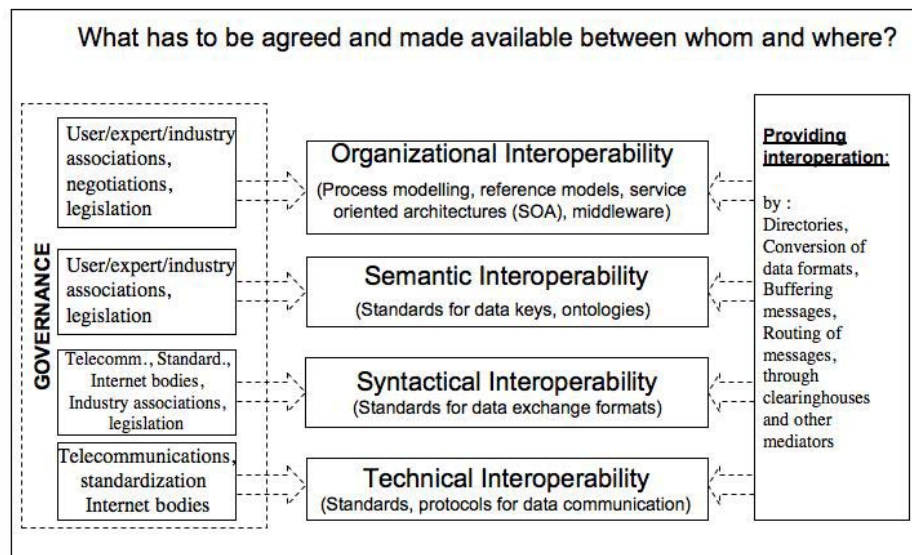 What has to be agreed and made available between whom and where?
GOVERNANCE
User/expert/industry
associations,
negotiations,
legislation
Organizational Interoperability
(Process modelling, reference models, service
oriented architectures (SOA), middleware)
User/expert/industry
associations,
legislation
Semantic Interoperability
(Standards for data keys, ontologies)
Telecomm., Standard.,
Internet bodies,
Industry associations,
legislation
Syntactical Interoperability
(Standards for data exchange formats)
Telecommunications,
standardization
Internet bodies
Technical Interoperability
(Standards, protocols for data communication)
Providing
interoperation:
by :
Directories,
Conversion of
data formats,
Buffering
messages,
Routing of
messages,
through
clearinghouses
and other
mediators